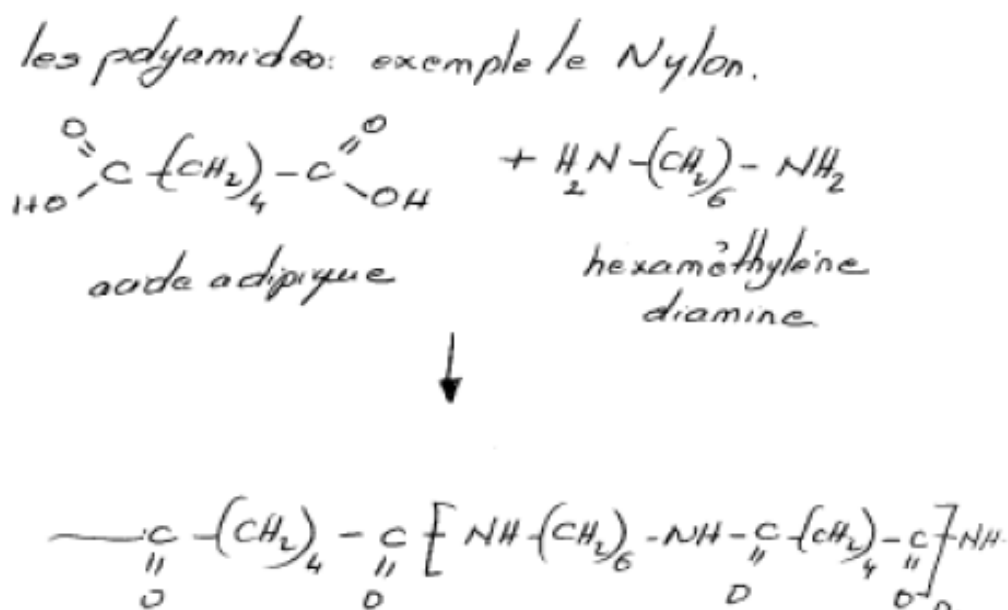 les polyamides: exemple le Nylon.
HO-C(=O)-(CH₂)₄-C(=O)-OH + H₂N-(CH₂)₆-NH₂
acide adipique
hexaméthylène
diamine
—C(=O)-(CH₂)₄-C(=O)-[NH-(CH₂)₆-NH-C(=O)-(CH₂)₄-C(=O)]ₙ-NH-